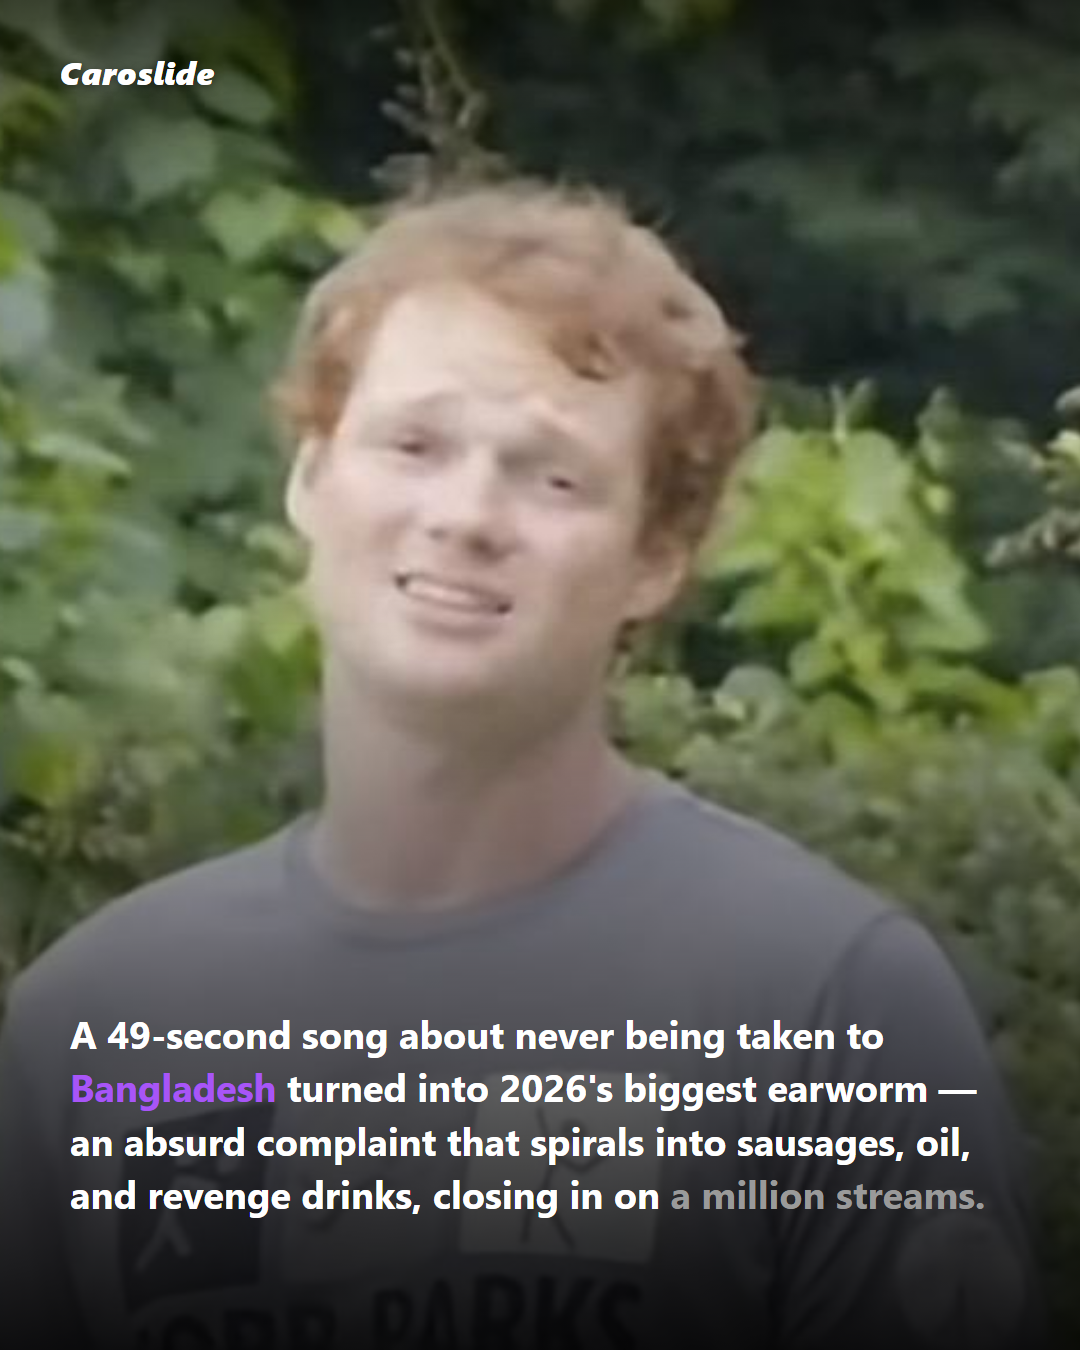 Caroslide
A 49-second song about never being taken to
Bangladesh turned into 2026's biggest earworm —
an absurd complaint that spirals into sausages, oil,
and revenge drinks, closing in on a million streams.
PARKS